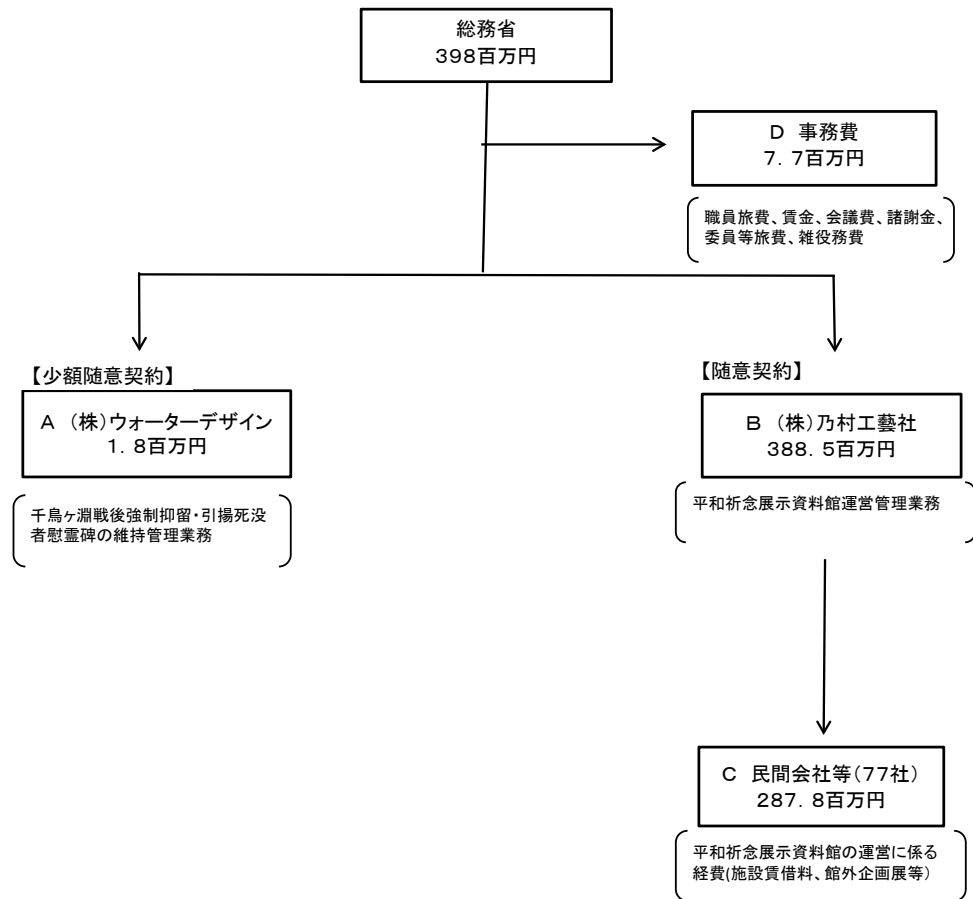 総務省
398百万円
D 事務費
7.7百万円
職員旅費、賃金、会議費、諸謝金、
委員等旅費、雑役務費
【少額随意契約】
A (株)ウォーターデザイン
1.8百万円
千鳥ヶ淵戦後強制抑留・引揚死没
者慰霊碑の維持管理業務
【随意契約】
B (株)乃村工藝社
388.5百万円
平和祈念展示資料館運営管理業務
C 民間会社等(77社)
287.8百万円
平和祈念展示資料館の運営に係る
経費(施設賃借料、館外企画展等)